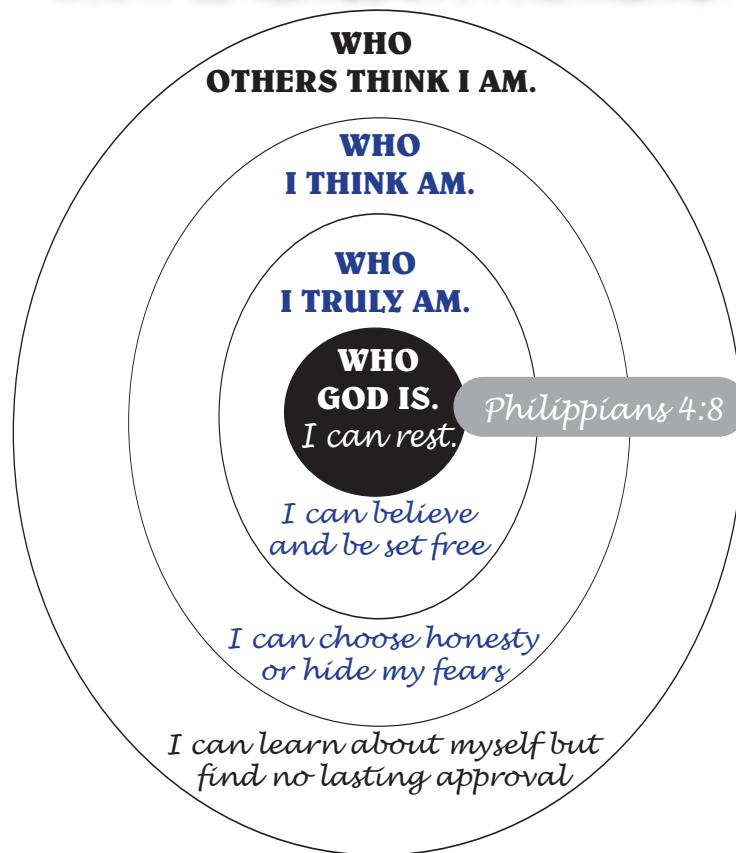 WHO
OTHERS THINK I AM.
WHO
I THINK AM.
WHO
I TRULY AM.
WHO
GOD IS.
I can rest.
Philippians 4:8
I can believe
and be set free
I can choose honesty
or hide my fears
I can learn about myself but
find no lasting approval